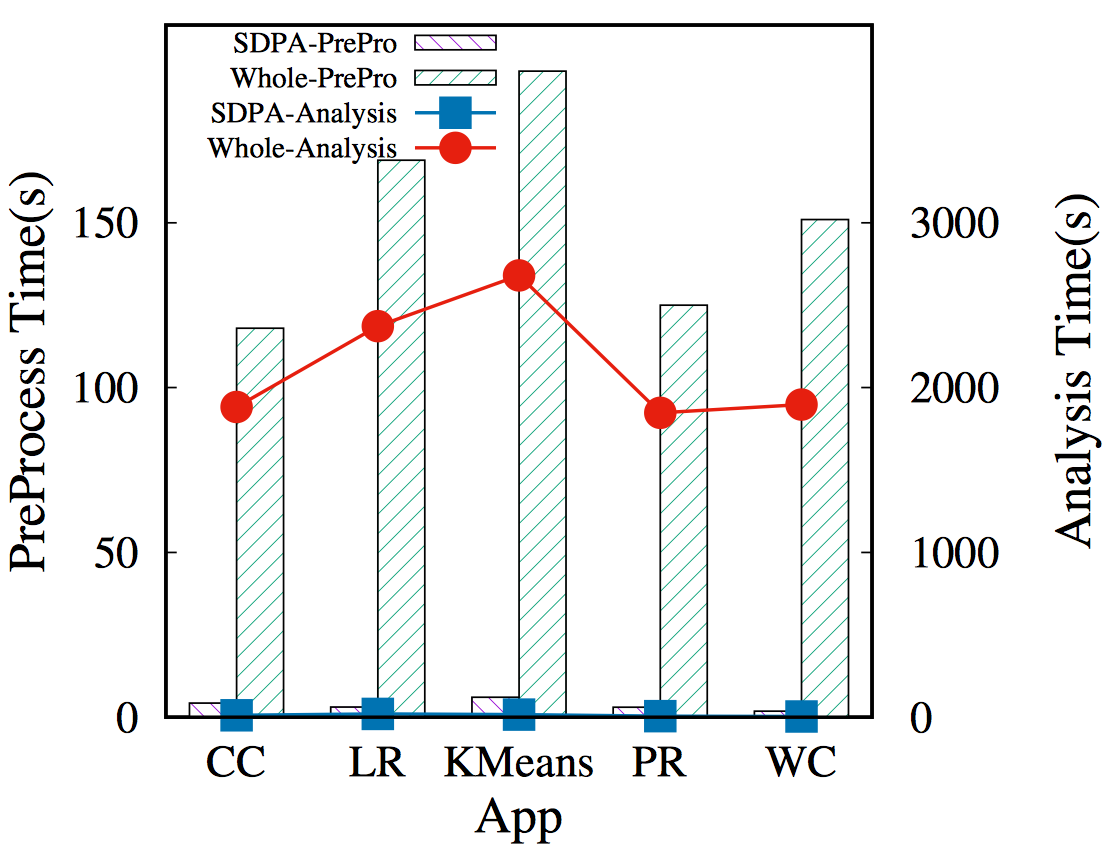 SDPA-PrePro
Whole-PrePro
SDPA-Analysis
Whole-Analysis
PreProcess Time(s)
150
100
50
0
3000
2000
1000
0
Analysis Time(s)
CC LR KMeans PR WC
App